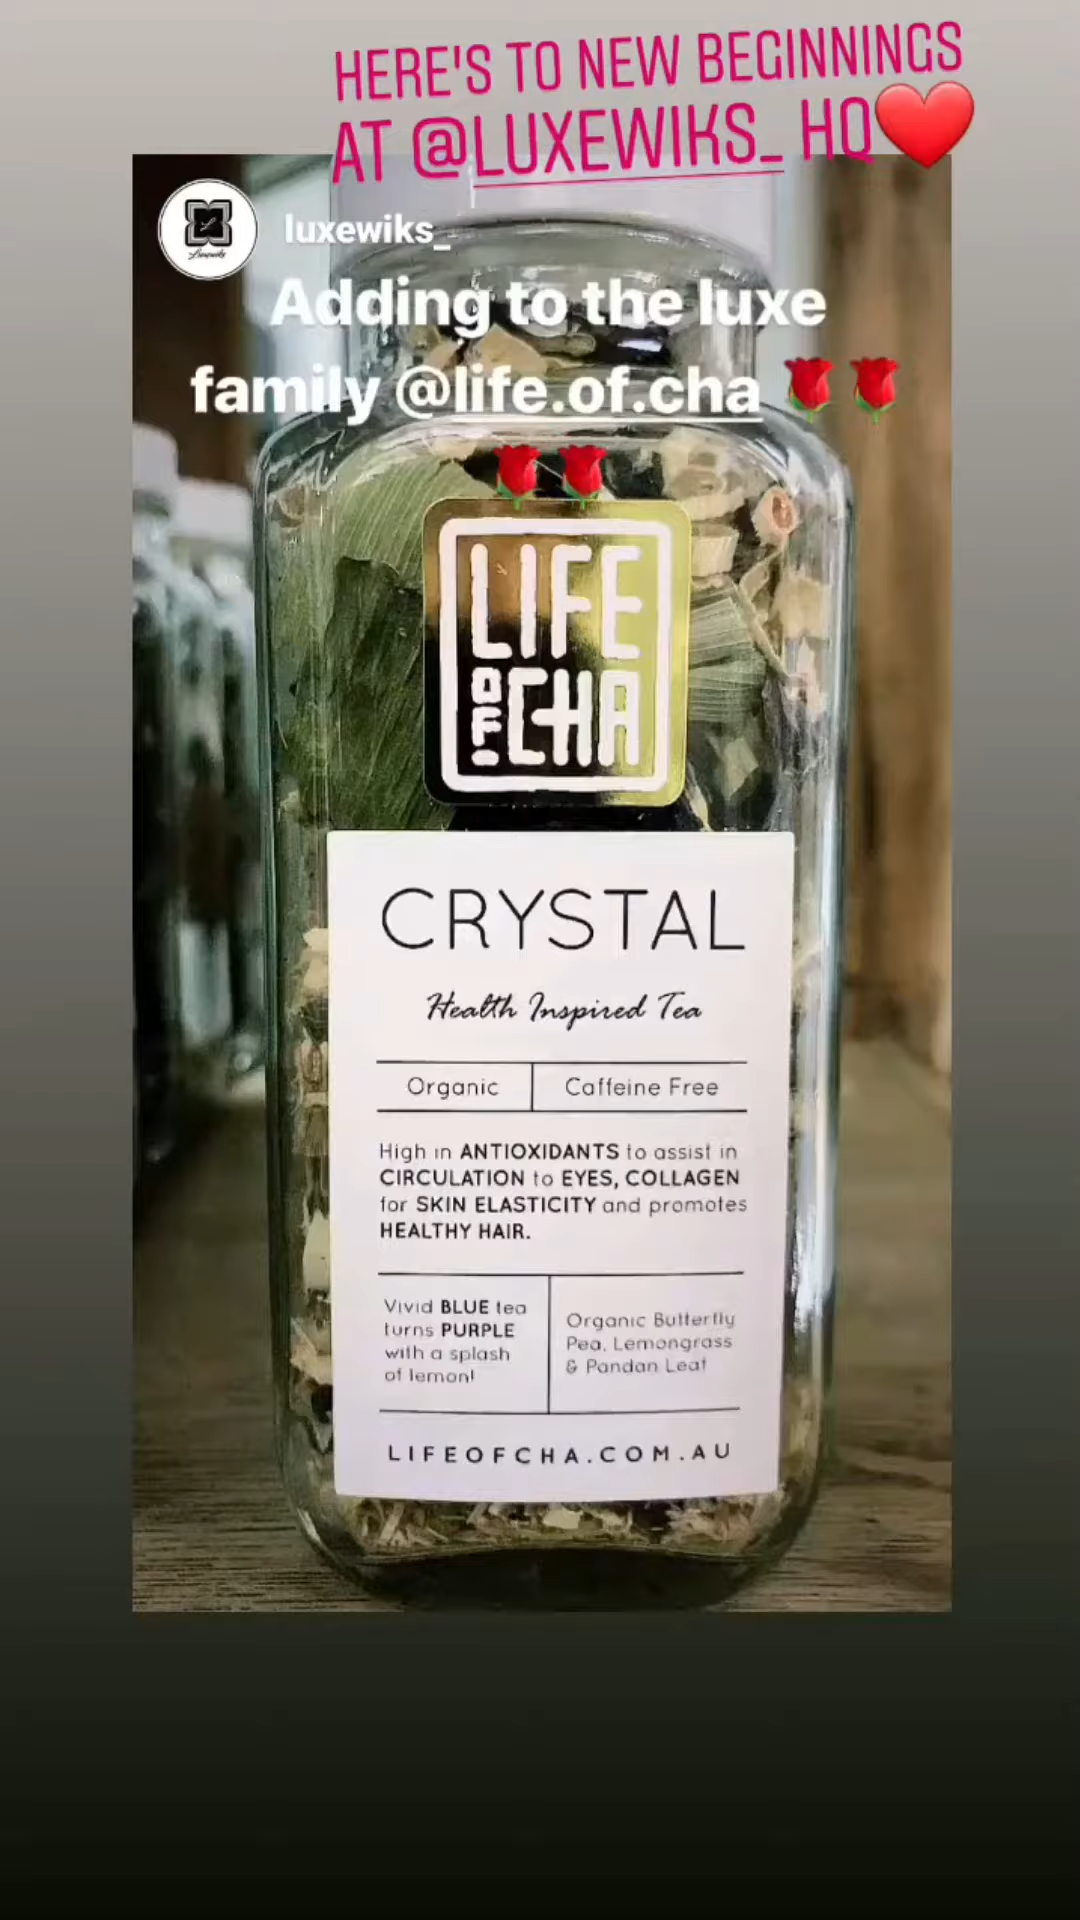 HERE'S TO NEW BEGINNINGS
AT @LUXEWIKS_ HQ❤️
luxewiks_
Adding to the luxe
family @life.of.cha 🌹🌹
🌹🌹
LIFE
OF CHA
CRYSTAL
Health Inspired Tea
Organic
Caffeine Free
High in ANTIOXIDANTS to assist in
CIRCULATION to EYES, COLLAGEN
for SKIN ELASTICITY and promotes
HEALTHY HAIR.
Vivid BLUE tea
turns PURPLE
with a splash
of lemon!
Organic Butterfly
Pea, Lemongrass
& Pandan Leaf
LIFEOFCHA.COM.AU